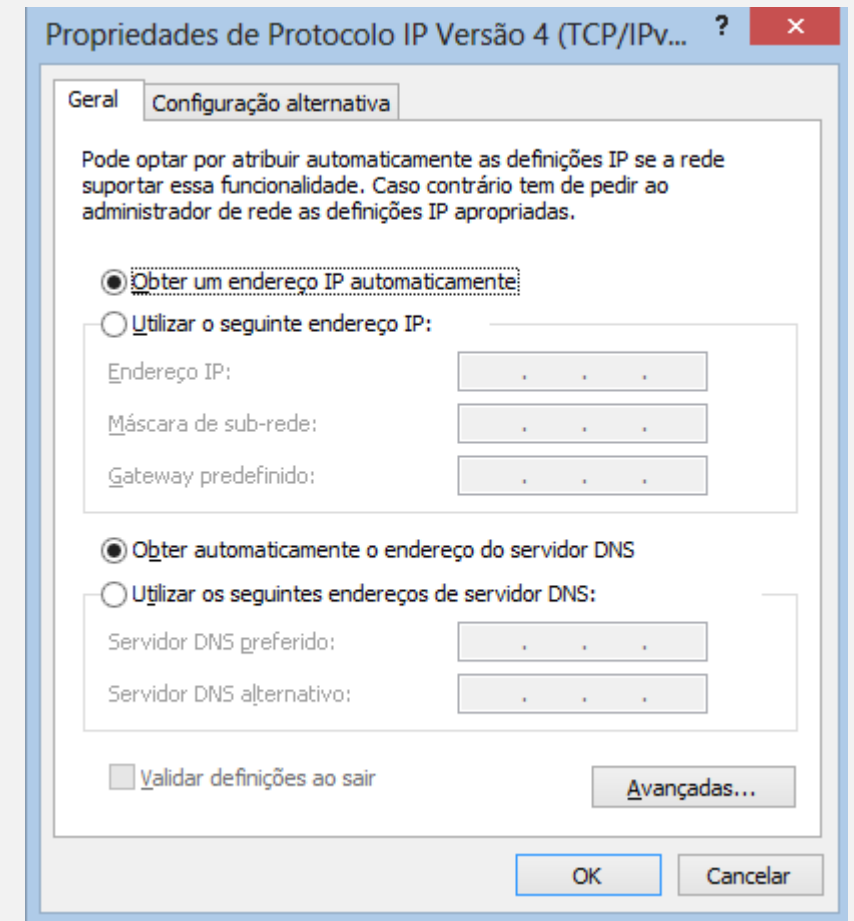 Propriedades de Protocolo IP Versão 4 (TCP/IPv... ? ×
Geral Configuração alternativa
Pode optar por atribuir automaticamente as definições IP se a rede
suportar essa funcionalidade. Caso contrário tem de pedir ao
administrador de rede as definições IP apropriadas.
Obter um endereço IP automaticamente
Utilizar o seguinte endereço IP:
Endereço IP: . . .
Máscara de sub-rede: . . .
Gateway predefinido: . . .
Obter automaticamente o endereço do servidor DNS
Utilizar os seguintes endereços de servidor DNS:
Servidor DNS preferido: . . .
Servidor DNS alternativo: . . .
Validar definições ao sair
Avançadas...
OK Cancelar